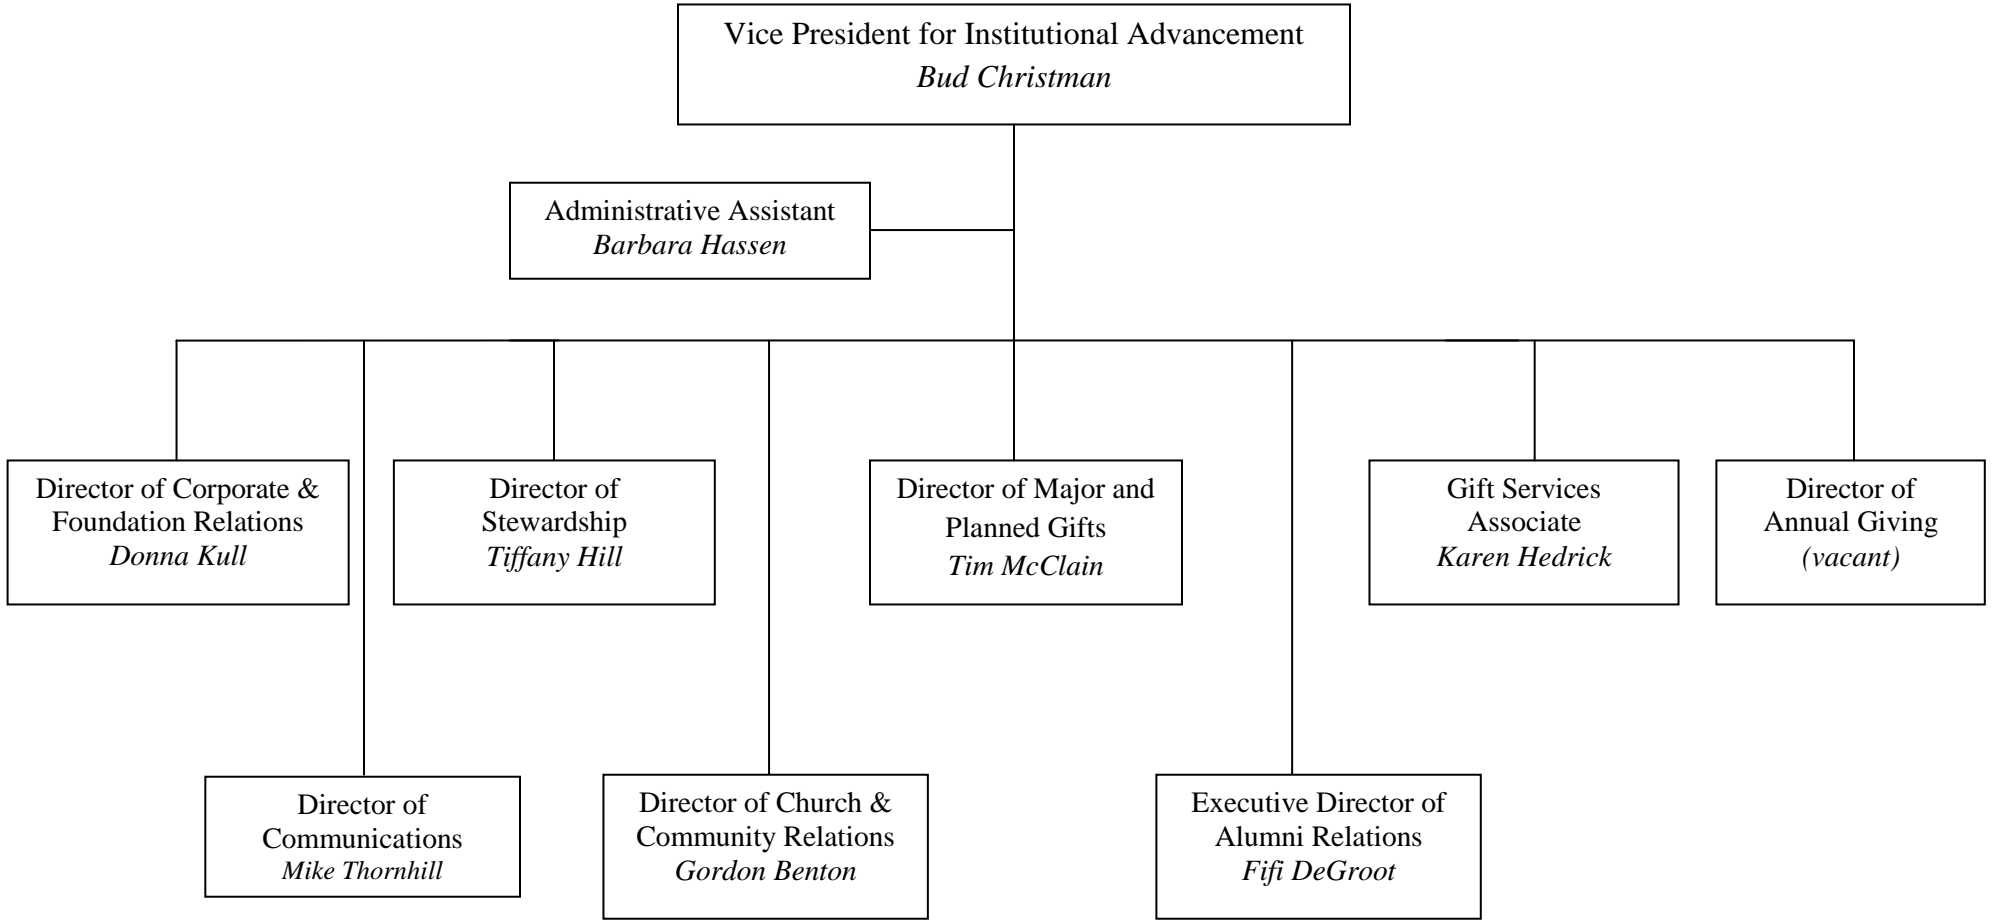 Vice President for Institutional Advancement
Bud Christman
Administrative Assistant
Barbara Hassen
Director of Corporate &
Foundation Relations
Donna Kull
Director of
Stewardship
Tiffany Hill
Director of Major and
Planned Gifts
Tim McClain
Gift Services
Associate
Karen Hedrick
Director of
Annual Giving
(vacant)
Director of
Communications
Mike Thornhill
Director of Church &
Community Relations
Gordon Benton
Executive Director of
Alumni Relations
Fifi DeGroot